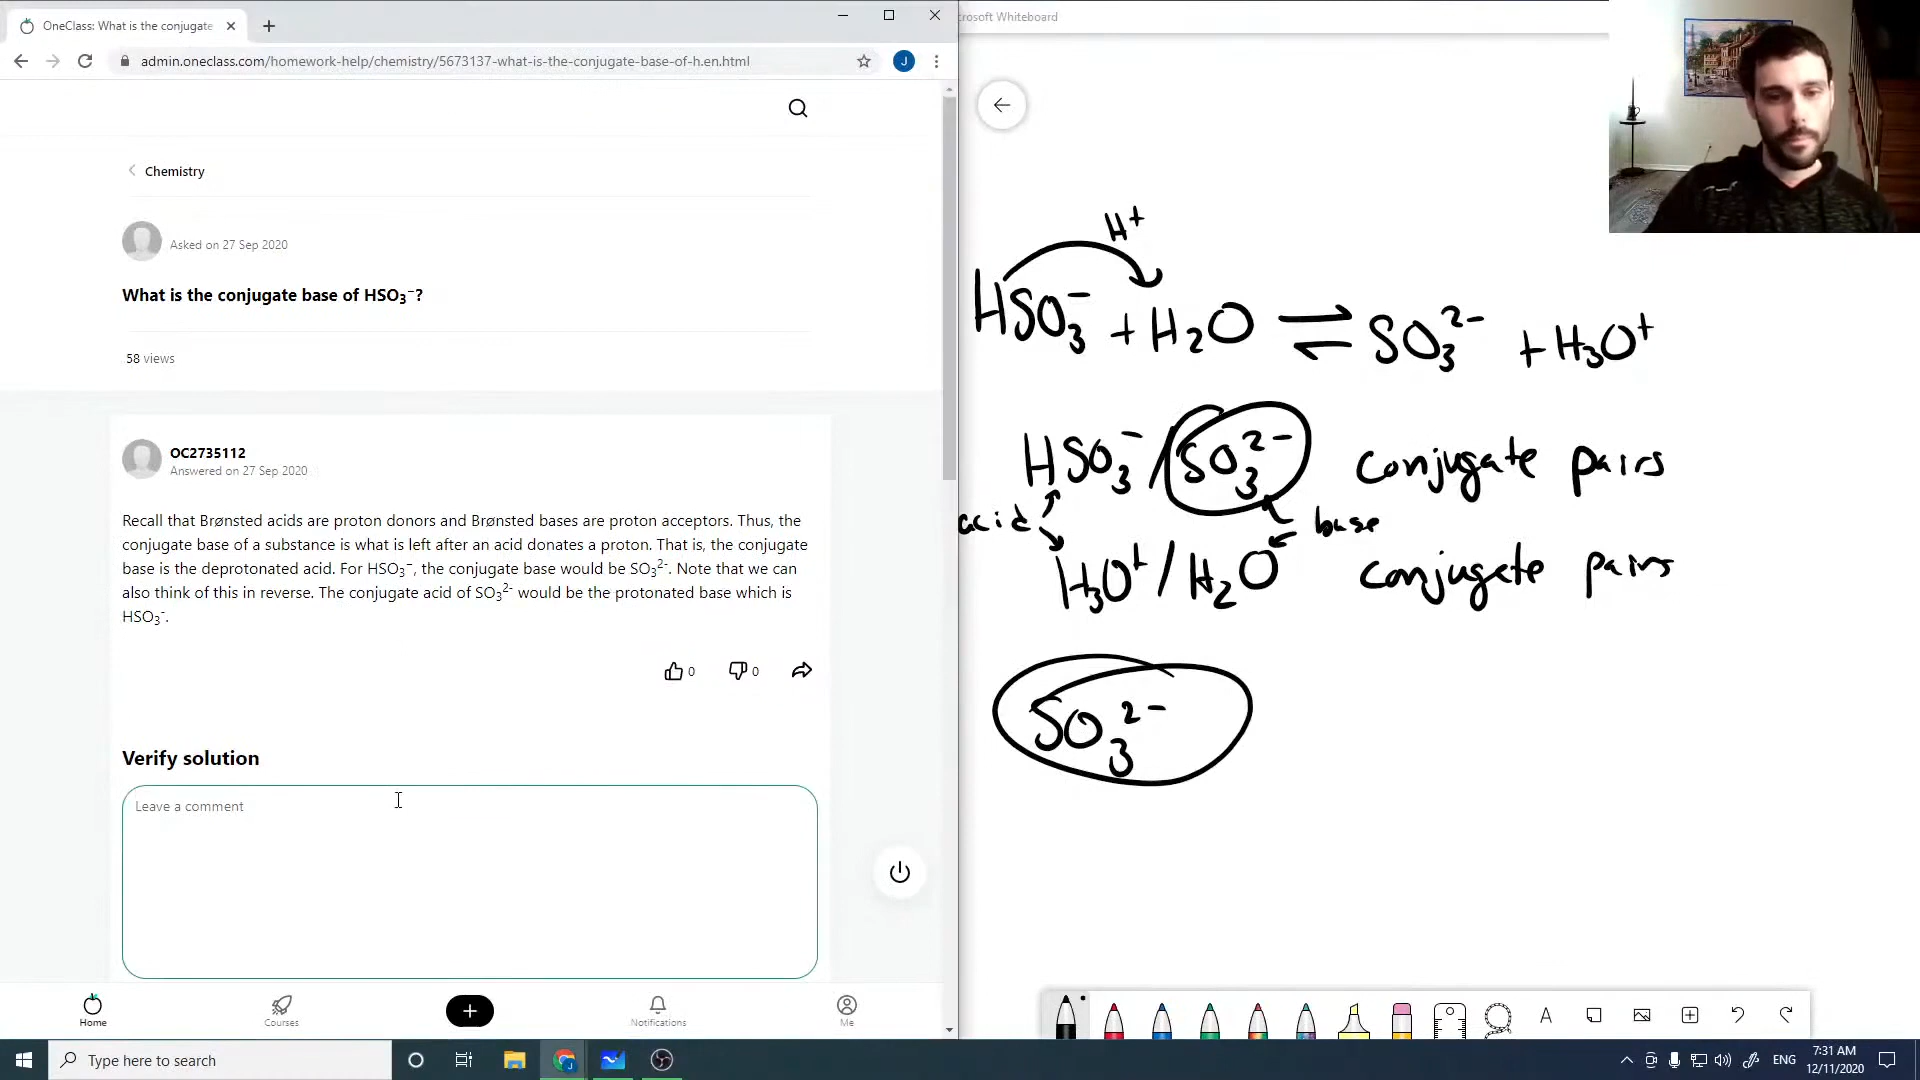 OneClass: What is the conjugate
crosoft Whiteboard
admin.oneclass.com/homework-help/chemistry/5673137-what-is-the-conjugate-base-of-h.en.html
J
Chemistry
Asked on 27 Sep 2020
What is the conjugate base of HSO₃⁻?
58 views
OC2735112
Answered on 27 Sep 2020
Recall that Brønsted acids are proton donors and Brønsted bases are proton acceptors. Thus, the
conjugate base of a substance is what is left after an acid donates a proton. That is, the conjugate
base is the deprotonated acid. For HSO₃⁻, the conjugate base would be SO₃²⁻. Note that we can
also think of this in reverse. The conjugate acid of SO₃²⁻ would be the protonated base which is
HSO₃⁻.
0 0
Verify solution
Leave a comment
Home Courses Notifications Me
H⁺
HSO₃⁻ + H₂O ⇌ SO₃²⁻ + H₃O⁺
HSO₃⁻ / SO₃²⁻ conjugate pairs
acid base
H₃O⁺ / H₂O conjugate pairs
SO₃²⁻
A
Type here to search
ENG
7:31 AM
12/11/2020